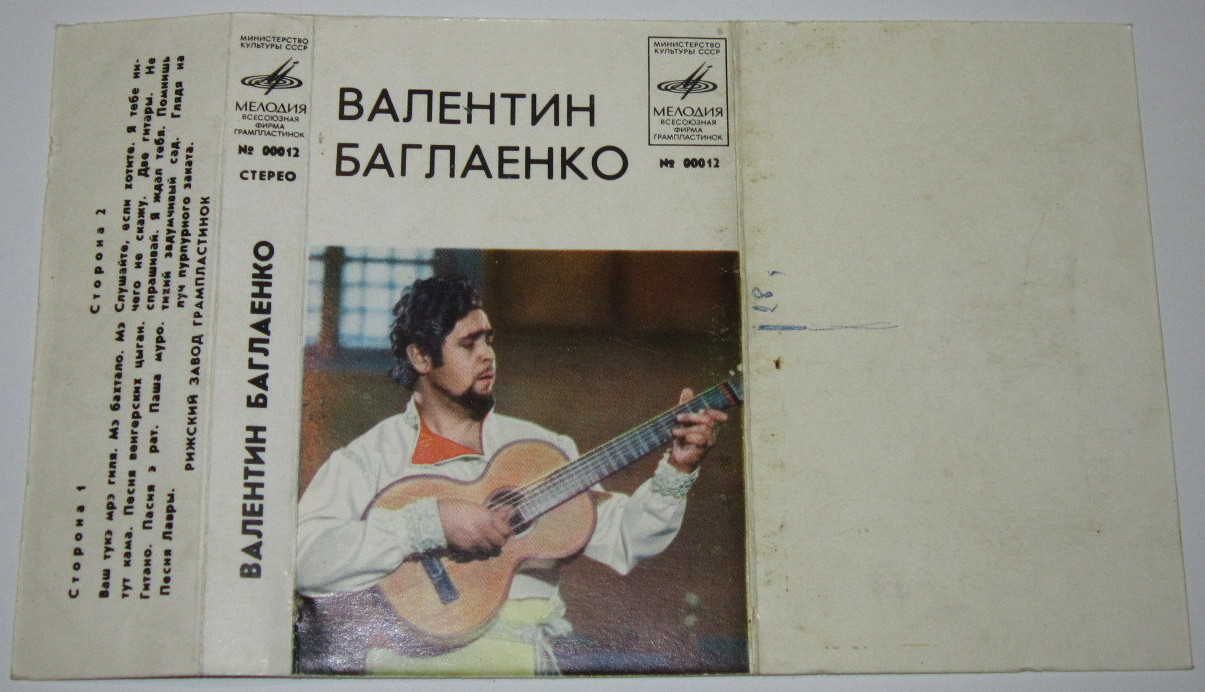 Сторона 1
Ваш тукэ мрэ гиля. Мэ бахтало. Мэ
тут кама. Песня венгерских цыган.
Гитано. Пасия э рат. Паша муро.
Песня Лавры.
Сторона 2
Слушайте, если хотите. Я тебе ни-
чего не скажу. Две гитары. Не
спрашивай. Я ждал тебя. Помнишь
тихий задумчивый сад. Глядя на
луч пурпурного заката.
РИЖСКИЙ ЗАВОД ГРАМПЛАСТИНОК
МИНИСТЕРСТВО
КУЛЬТУРЫ СССР
МЕЛОДИЯ
ВСЕСОЮЗНАЯ
ФИРМА
ГРАМПЛАСТИНОК
№ 00012
СТЕРЕО
ВАЛЕНТИН БАГЛАЕНКО
ВАЛЕНТИН
БАГЛАЕНКО
МИНИСТЕРСТВО
КУЛЬТУРЫ СССР
МЕЛОДИЯ
ВСЕСОЮЗНАЯ
ФИРМА
ГРАМПЛАСТИНОК
№ 00012